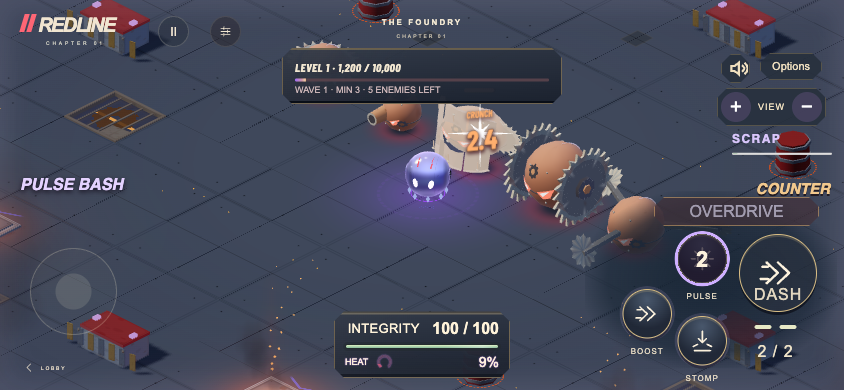 REDLINE
CHAPTER 01
THE FOUNDRY
CHAPTER 01
LEVEL 1 · 1,200 / 10,000
WAVE 1 · MIN 3 · 5 ENEMIES LEFT
Options
+ VIEW −
SCRAP
CRUNCH
2.4
PULSE BASH
COUNTER
OVERDRIVE
2
PULSE
DASH
BOOST
STOMP
2 / 2
INTEGRITY 100 / 100
HEAT 9%
LOBBY